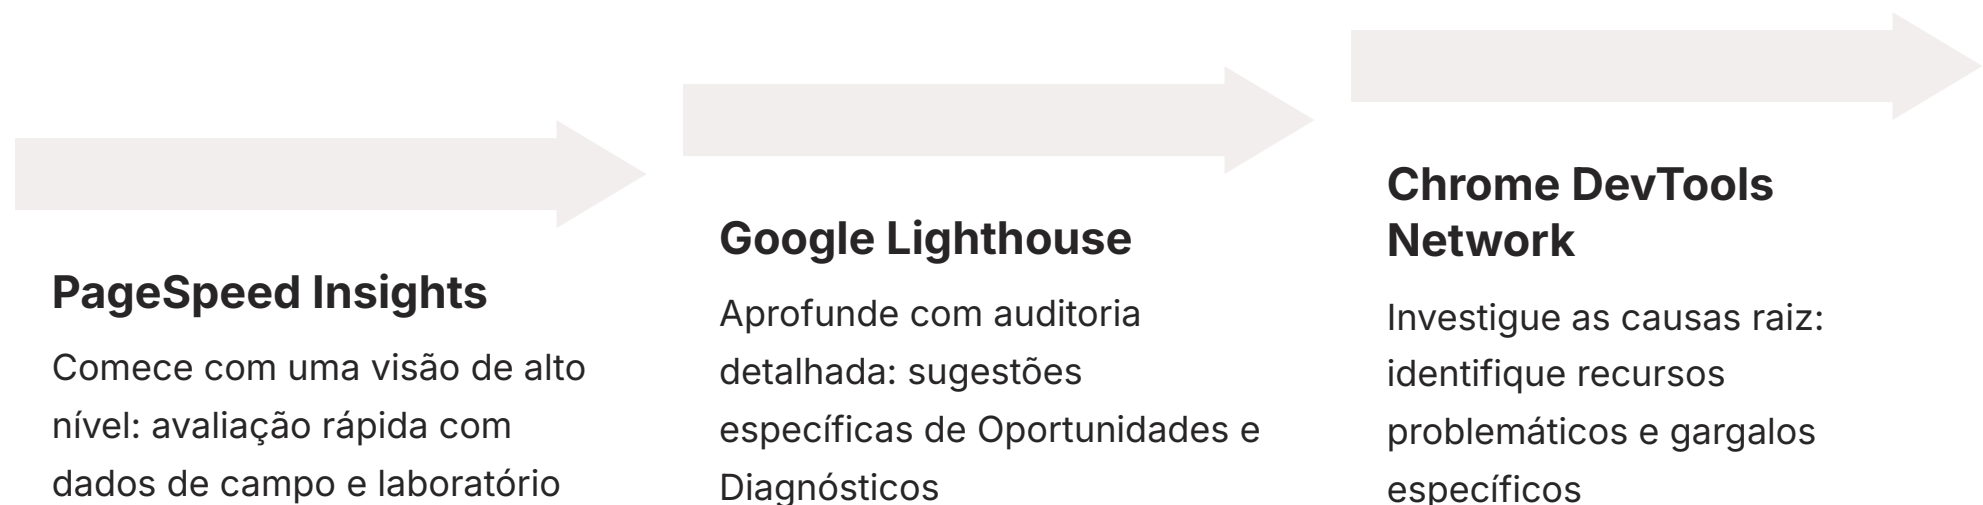 PageSpeed Insights
Comece com uma visão de alto
nível: avaliação rápida com
dados de campo e laboratório
Google Lighthouse
Aprofunde com auditoria
detalhada: sugestões
específicas de Oportunidades e
Diagnósticos
Chrome DevTools
Network
Investigue as causas raiz:
identifique recursos
problemáticos e gargalos
específicos